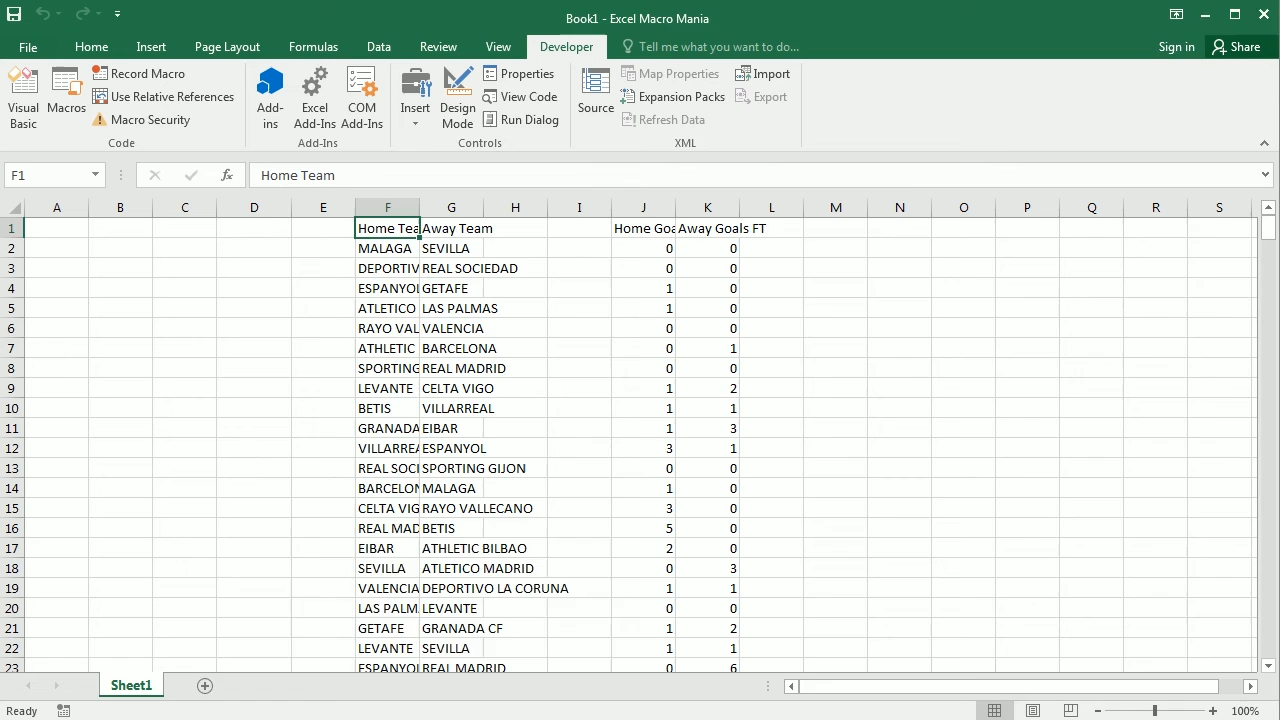 Book1 - Excel Macro Mania
File Home Insert Page Layout Formulas Data Review View Developer Tell me what you want to do... Sign in Share
Visual Basic
Macros
Record Macro
Use Relative References
Macro Security
Code
Add-ins
Excel Add-Ins
COM Add-Ins
Add-Ins
Insert
Design Mode
Properties
View Code
Run Dialog
Controls
Source
Map Properties
Expansion Packs
Refresh Data
Import
Export
XML
F1 fx Home Team
A B C D E F G H I J K L M N O P Q R S
1 Home Tea Away Team Home Goa Away Goals FT
2 MALAGA SEVILLA 0 0
3 DEPORTIV REAL SOCIEDAD 0 0
4 ESPANYOL GETAFE 1 0
5 ATLETICO LAS PALMAS 1 0
6 RAYO VAL VALENCIA 0 0
7 ATHLETIC BARCELONA 0 1
8 SPORTING REAL MADRID 0 0
9 LEVANTE CELTA VIGO 1 2
10 BETIS VILLARREAL 1 1
11 GRANADA EIBAR 1 3
12 VILLARREA ESPANYOL 3 1
13 REAL SOCI SPORTING GIJON 0 0
14 BARCELON MALAGA 1 0
15 CELTA VIG RAYO VALLECANO 3 0
16 REAL MAD BETIS 5 0
17 EIBAR ATHLETIC BILBAO 2 0
18 SEVILLA ATLETICO MADRID 0 3
19 VALENCIA DEPORTIVO LA CORUNA 1 1
20 LAS PALM LEVANTE 0 0
21 GETAFE GRANADA CF 1 2
22 LEVANTE SEVILLA 1 1
23 ESPANYOL REAL MADRID 0 6
Sheet1
Ready 100%